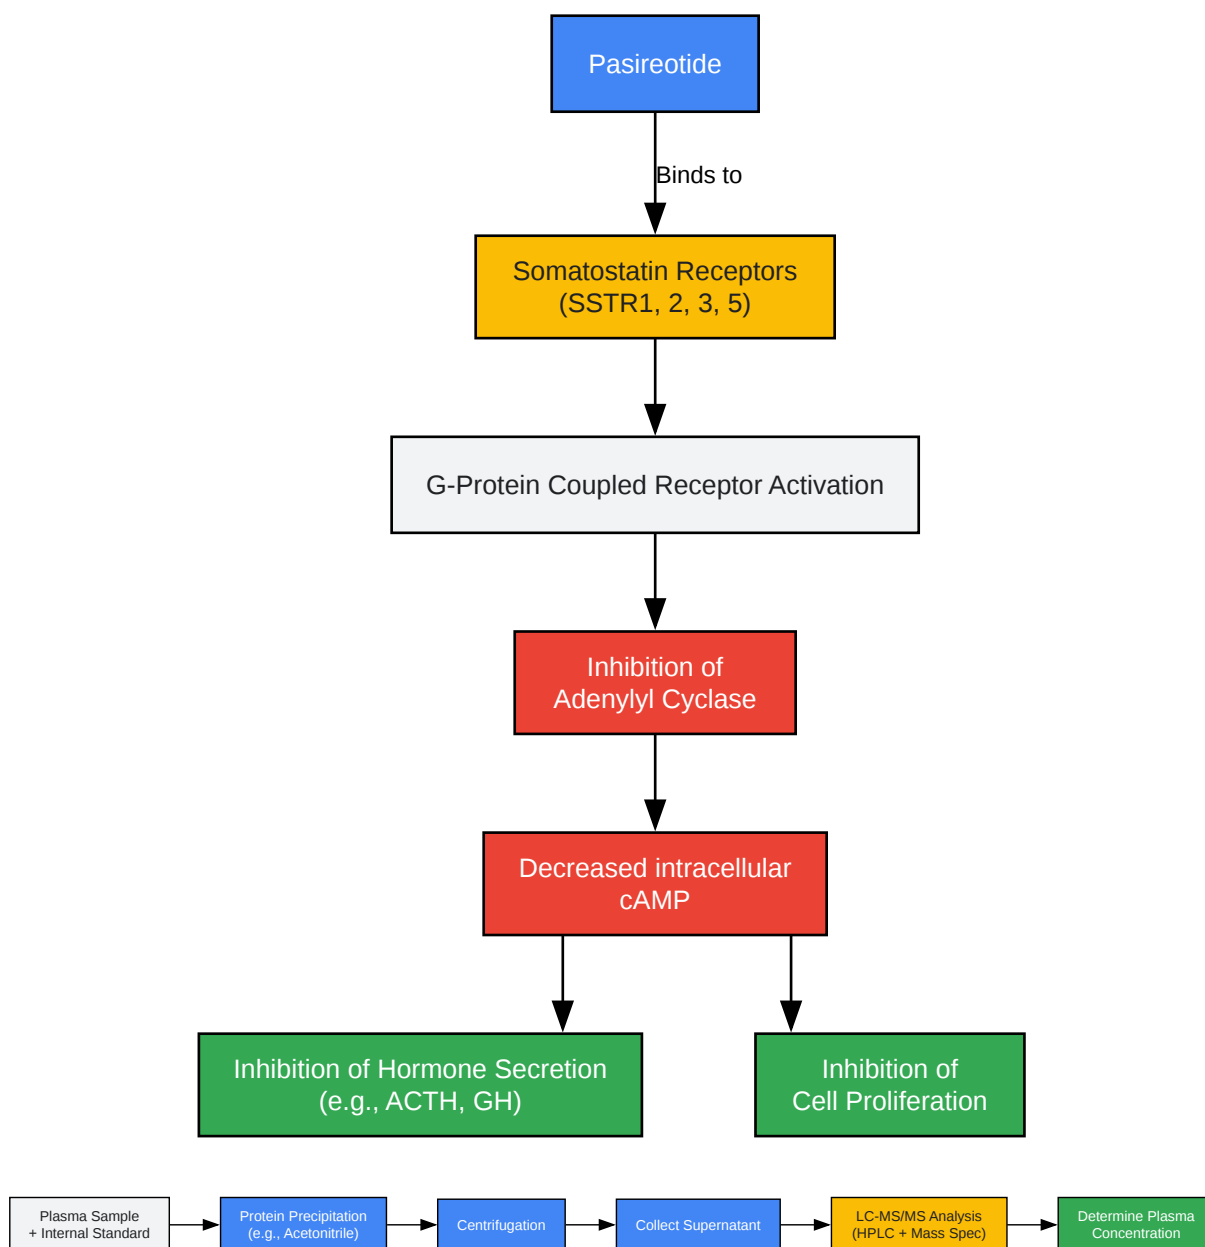 Pasireotide
Binds to
Somatostatin Receptors
(SSTR1, 2, 3, 5)
G-Protein Coupled Receptor Activation
Inhibition of
Adenylyl Cyclase
Decreased intracellular
cAMP
Inhibition of Hormone Secretion
(e.g., ACTH, GH)
Inhibition of
Cell Proliferation
Plasma Sample
+ Internal Standard
Protein Precipitation
(e.g., Acetonitrile)
Centrifugation
Collect Supernatant
LC-MS/MS Analysis
(HPLC + Mass Spec)
Determine Plasma
Concentration